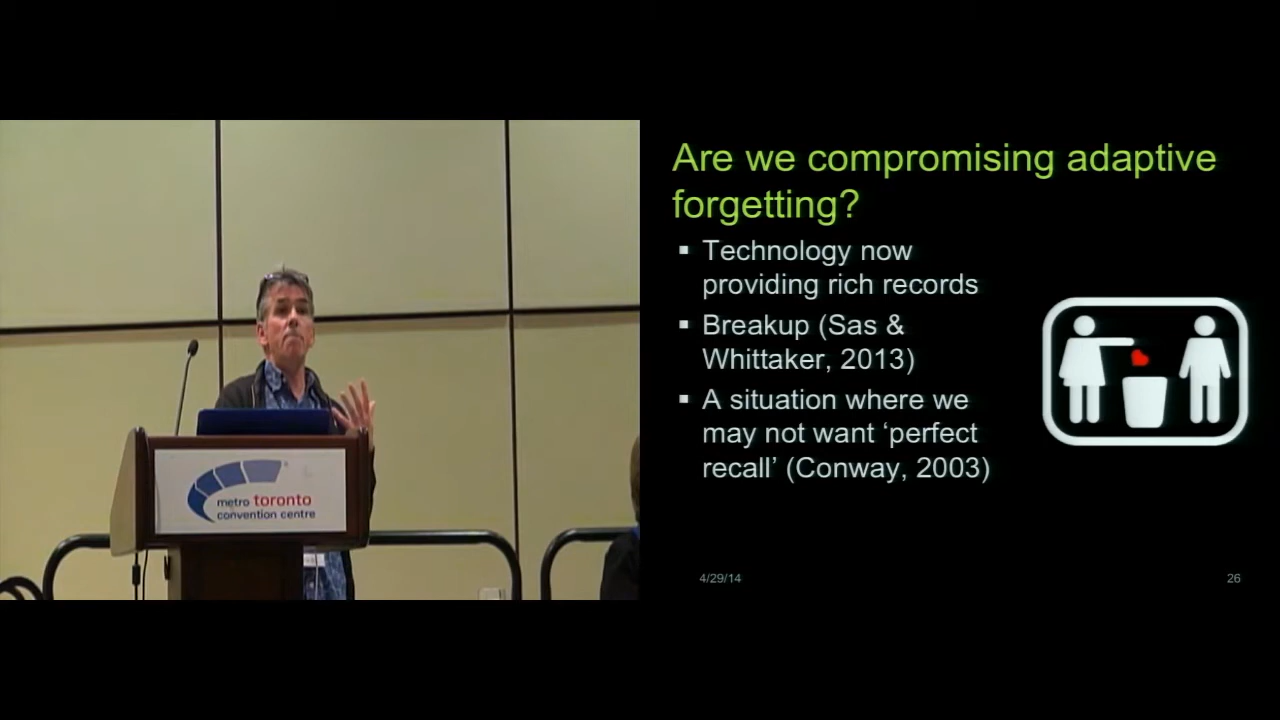 metro toronto
convention centre
Are we compromising adaptive
forgetting?
▪ Technology now
providing rich records
▪ Breakup (Sas &
Whittaker, 2013)
▪ A situation where we
may not want ‘perfect
recall’ (Conway, 2003)
4/29/14
26